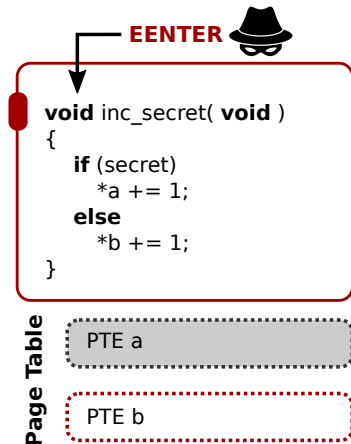 EENTER
void inc_secret( void )
{
if (secret)
*a += 1;
else
*b += 1;
}
Page Table
PTE a
PTE b